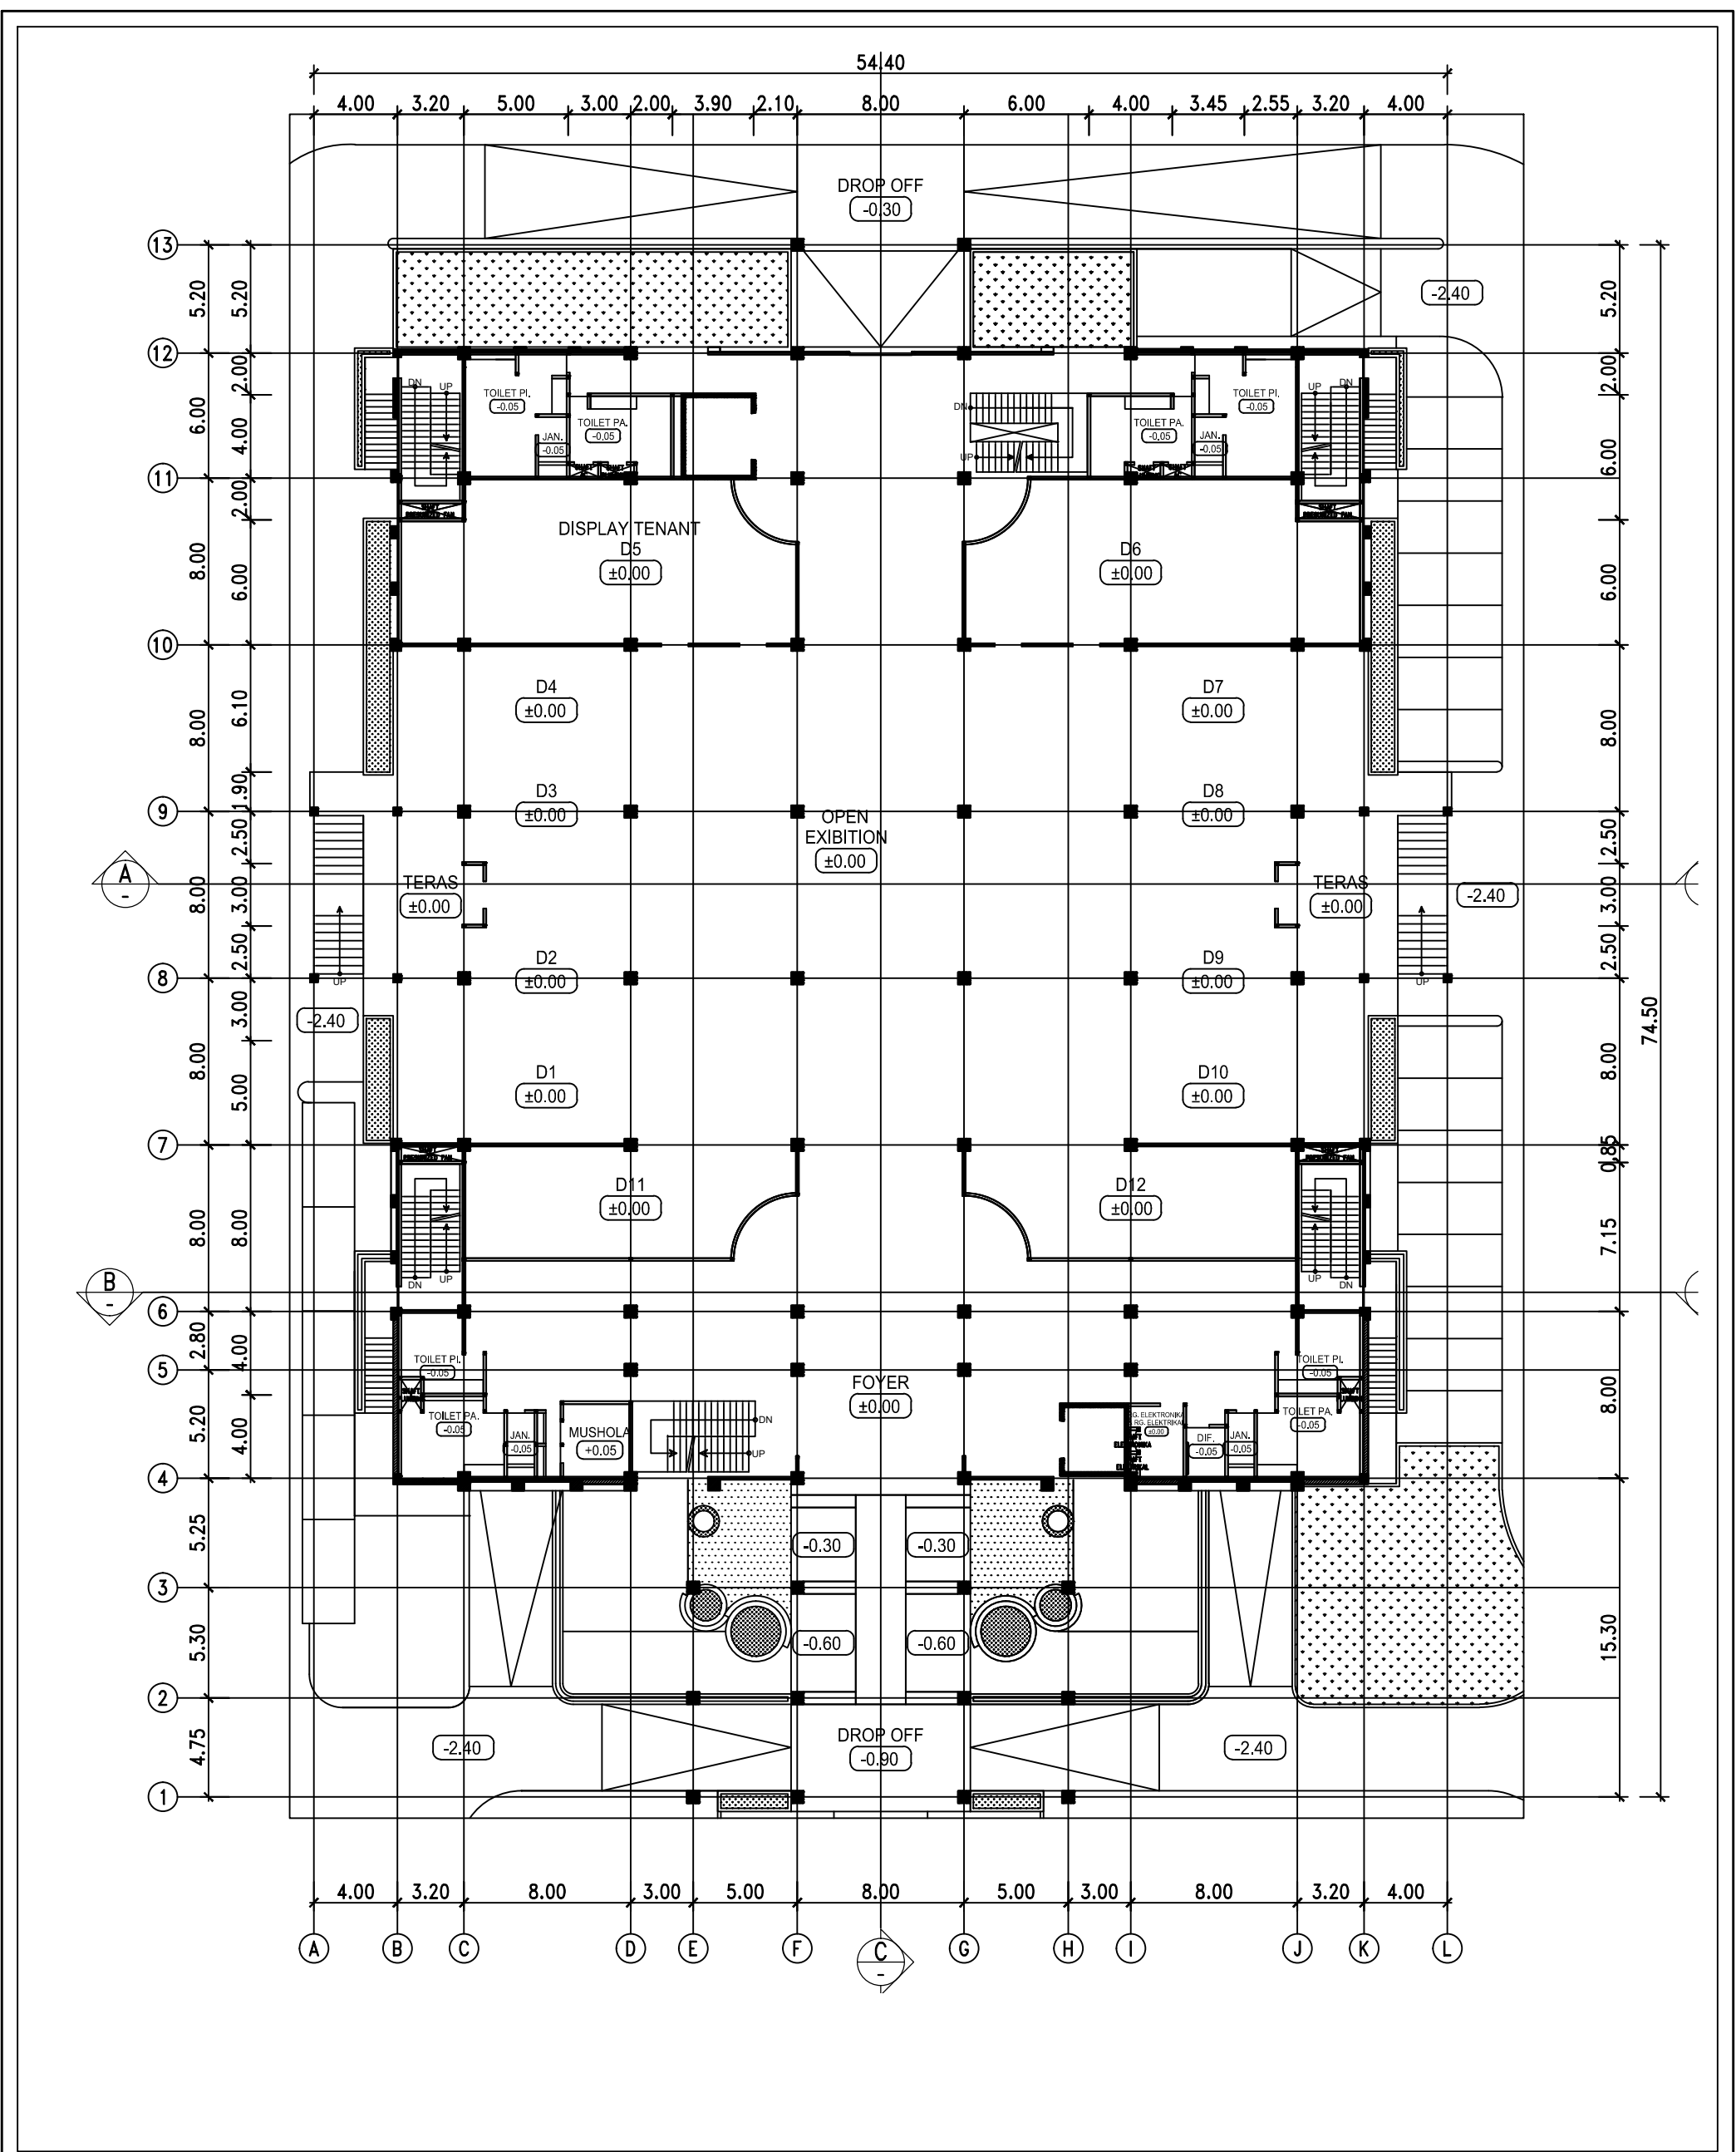 54.40
4.00 3.20 5.00 3.00 2.00 3.90 2.10 8.00 6.00 4.00 3.45 2.55 3.20 4.00
DROP OFF
-0.30
13
5.20 5.20 5.20
-2.40
12
2.00 2.00
DN UP
TOILET PI.
-0.05
TOILET PA.
-0.05
JAN.
-0.05
DN
UP
TOILET PA.
-0.05
JAN.
-0.05
TOILET PI.
-0.05
UP DN
6.00 4.00 6.00
11
2.00
DISPLAY TENANT
D5
±0.00
D6
±0.00
8.00 6.00 6.00
10
D4
±0.00
D7
±0.00
8.00 6.10 8.00
1.90
9
D3
±0.00
D8
±0.00
OPEN
EXIBITION
±0.00
2.50 2.50
A
-
8.00 3.00 3.00
TERAS
±0.00
TERAS
±0.00
-2.40
2.50 2.50
8
UP
UP
D2
±0.00
D9
±0.00
-2.40
3.00
74.50
8.00 5.00 8.00
D1
±0.00
D10
±0.00
7
0.85
SHAFT
PRESURIZED FAN
SHAFT
PRESURIZED FAN
D11
±0.00
D12
±0.00
8.00 8.00 7.15
DN UP
UP DN
B
-
6
2.80 4.00
TOILET PI.
-0.05
TOILET PI.
-0.05
5
FOYER
±0.00
8.00
TOILET PA.
-0.05
JAN.
-0.05
MUSHOLA
+0.05
DN
UP
RG. ELEKTRIKAL
±0.00
DIF.
-0.05
JAN.
-0.05
TOILET PA.
-0.05
5.20 4.00
4
5.25
-0.30 -0.30
3
5.30
-0.60 -0.60
15.30
2
4.75
-2.40
DROP OFF
-0.90
-2.40
1
4.00 3.20 8.00 3.00 5.00 8.00 5.00 3.00 8.00 3.20 4.00
A B C D E F C G H I J K L
-